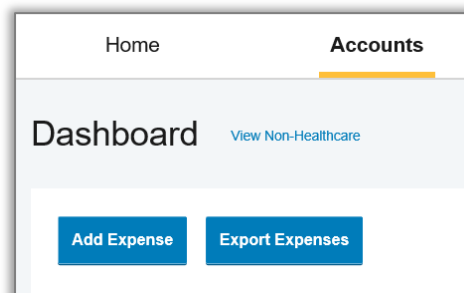 Home Accounts
Dashboard View Non-Healthcare
Add Expense Export Expenses